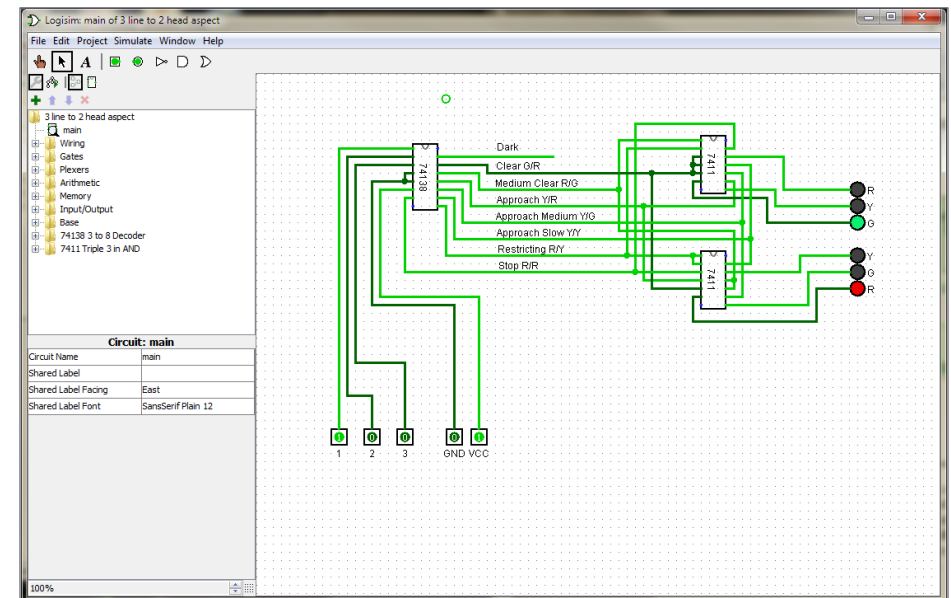 Logisim: main of 3 line to 2 head aspect
File Edit Project Simulate Window Help
A
3 line to 2 head aspect
main
Wiring
Gates
Plexers
Arithmetic
Memory
Input/Output
Base
74138 3 to 8 Decoder
7411 Triple 3 in AND
Circuit: main
Circuit Name main
Shared Label
Shared Label Facing East
Shared Label Font SansSerif Plain 12
100%
74138
Dark
Clear G/R
Medium Clear R/G
Approach Y/R
Approach Medium Y/G
Approach Slow Y/Y
Restricting R/Y
Stop R/R
7411
R
Y
G
7411
Y
G
R
1 0 0 0 1
1 2 3 GND VCC